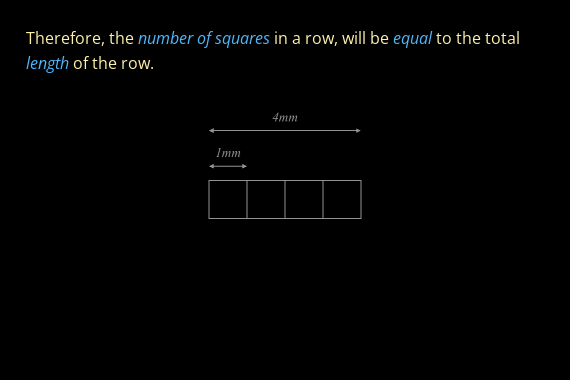 Therefore, the number of squares in a row, will be equal to the total
length of the row.
4mm
1mm